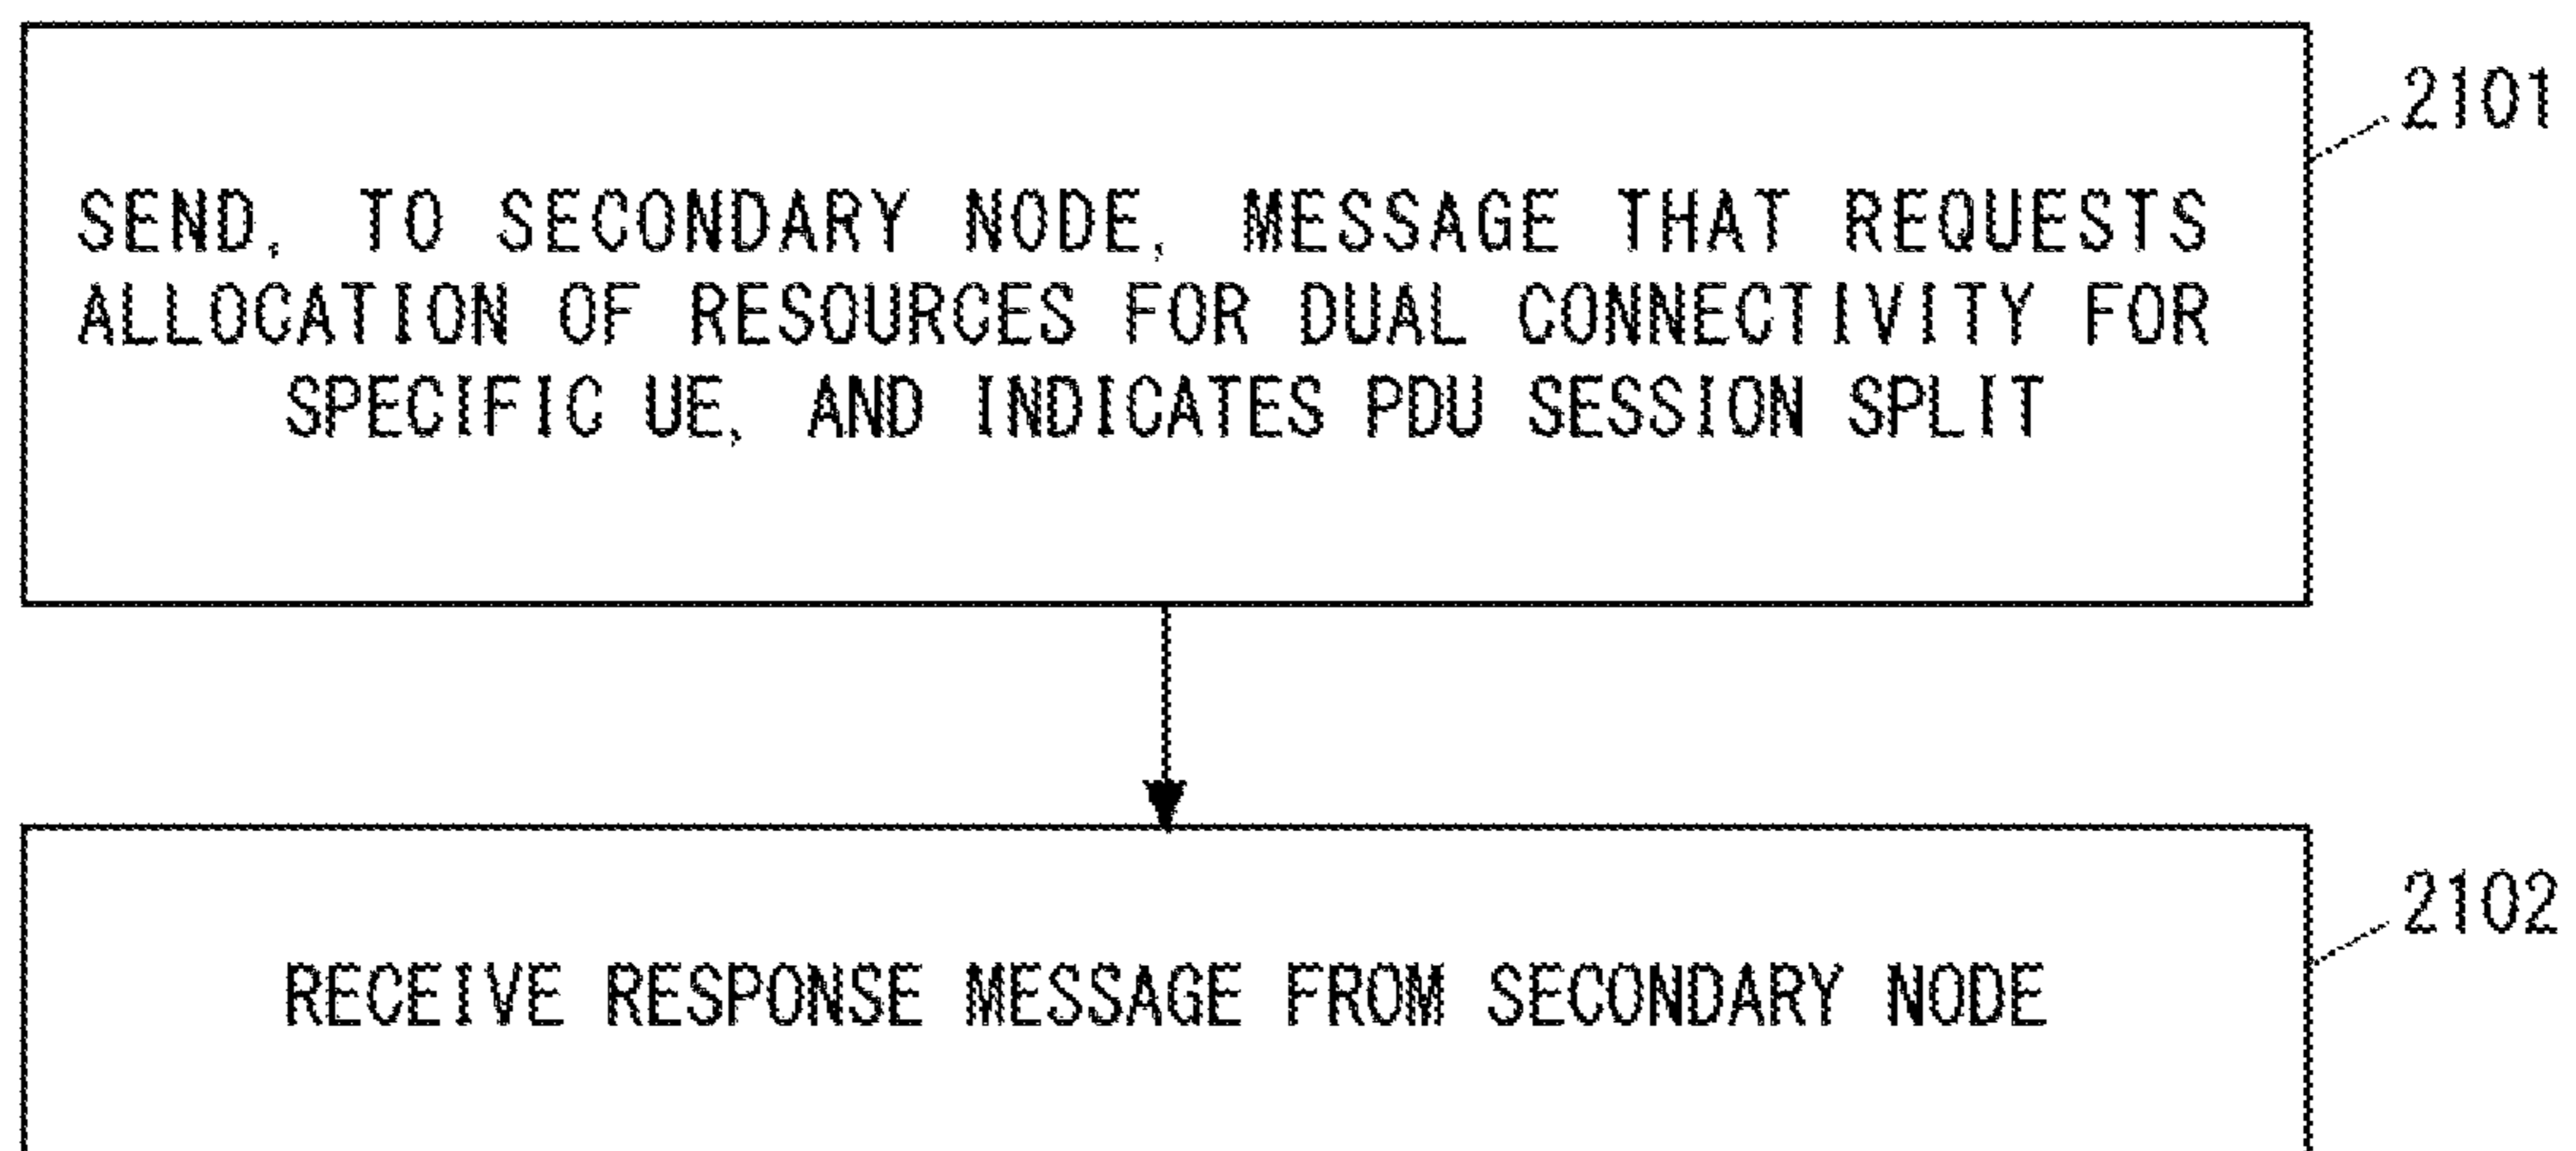 2101
SEND, TO SECONDARY NODE, MESSAGE THAT REQUESTS
ALLOCATION OF RESOURCES FOR DUAL CONNECTIVITY FOR
SPECIFIC UE, AND INDICATES PDU SESSION SPLIT
2102
RECEIVE RESPONSE MESSAGE FROM SECONDARY NODE